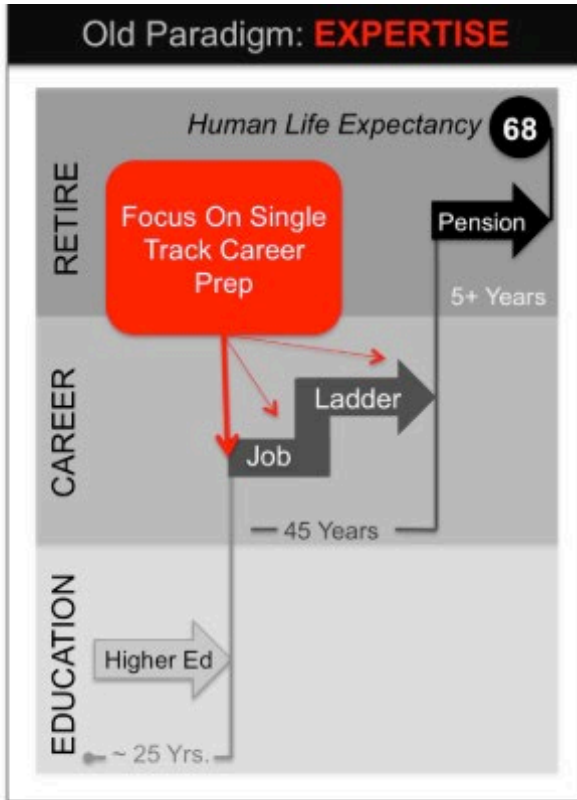 Old Paradigm: EXPERTISE
Human Life Expectancy 68
RETIRE
Focus On Single
Track Career
Prep
Pension
5+ Years
CAREER
Ladder
Job
45 Years
EDUCATION
Higher Ed
~ 25 Yrs.